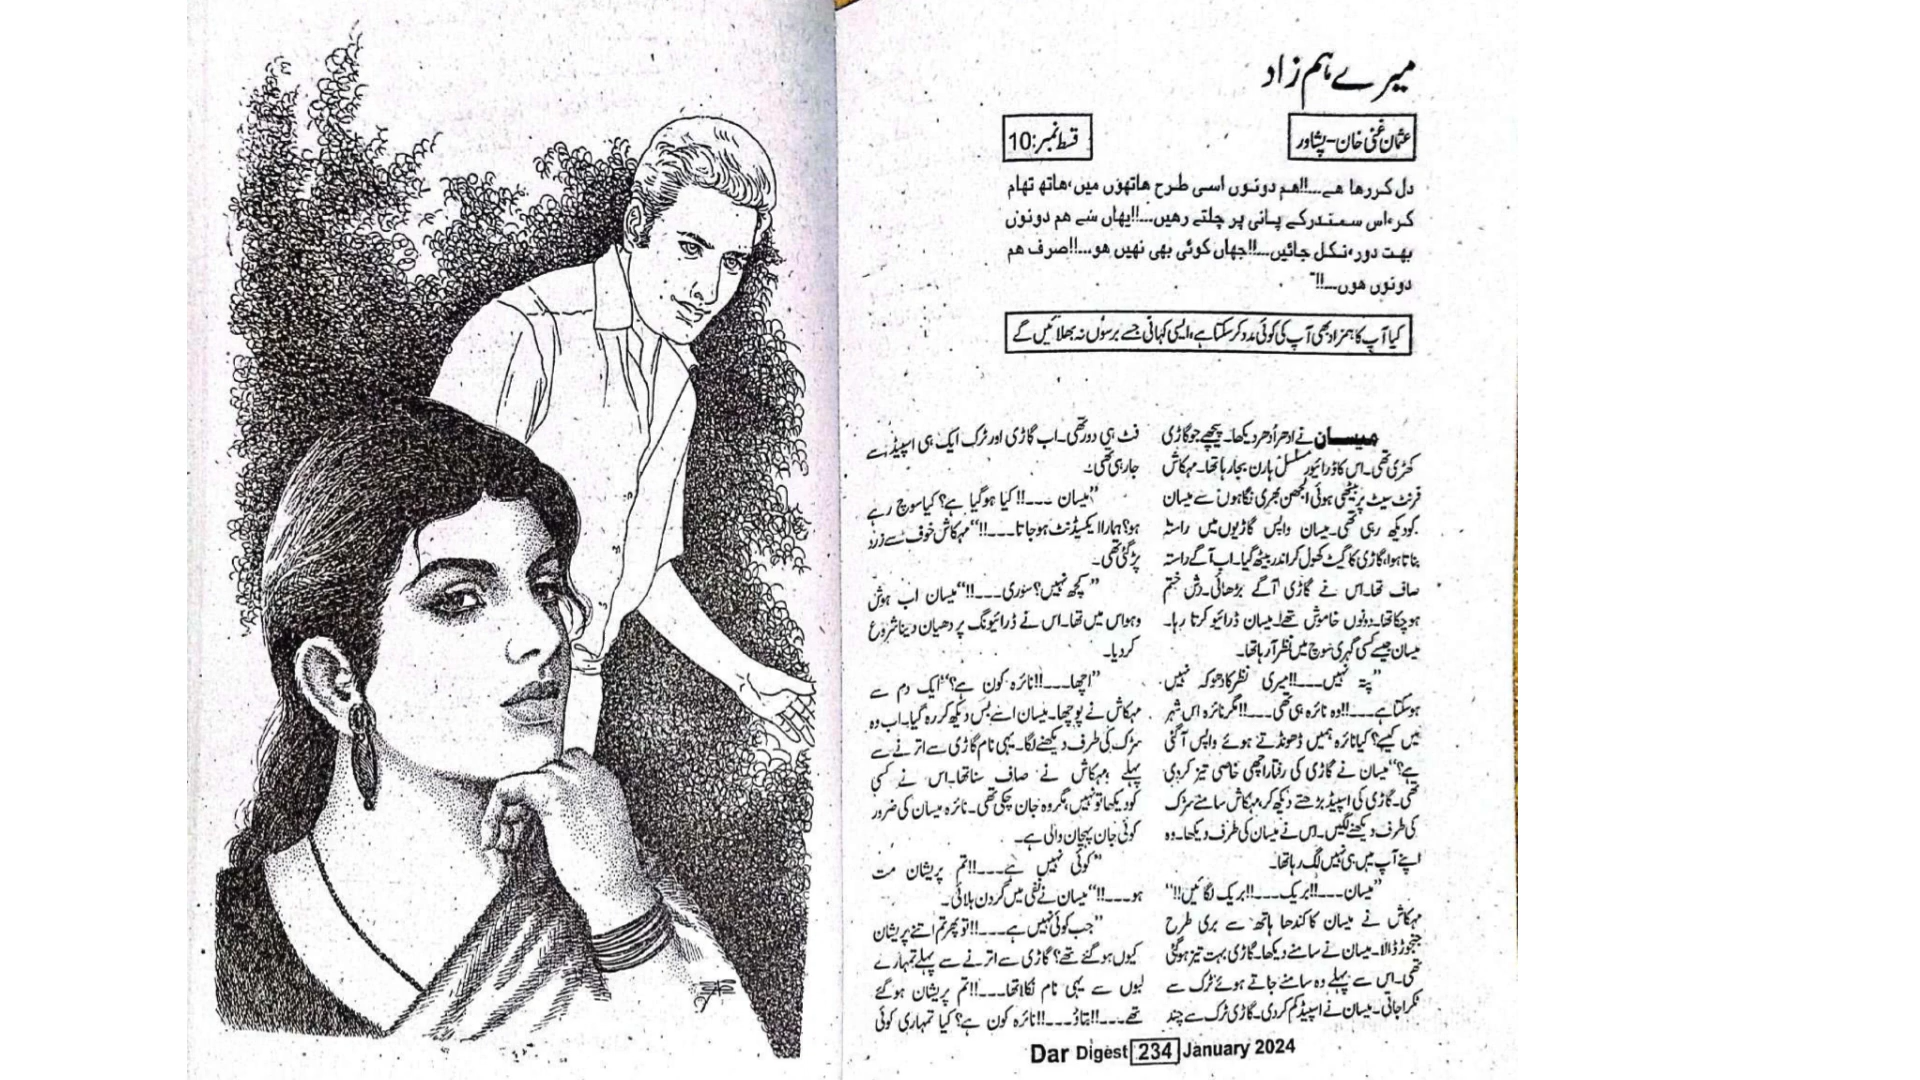 میرے ہم زاد
عثمان غنی خان-پشاور
قسط نمبر:10
دل کررہا ہے۔۔۔!!ہم دونوں اسی طرح ہاتھوں میں،ہاتھ تھام
کر،اس سمندرکے پانی پر چلتے رہیں۔۔۔!!یہاں سے ہم دونوں
بہت دور،نکل جائیں۔۔۔!!جہاں کوئی بھی نہیں ہو۔۔۔!!صرف ہم
دونوں ہوں۔۔۔!!"
کیا آپ کا ہمزاد بھی آپ کی کوئی مدد کرسکتا ہے، ایسی کہانی جسے برسوں نہ بھلا ئیں گے
میسان نے ادھر اُدھر دیکھا۔ پیچھے جو گاڑی
کھڑی تھی۔ اس کا ڈرائیور مسلسل ہارن بجا رہا تھا۔ مہکاش
فرنٹ سیٹ پر بیٹھی ہوئی الجھن بھری نگاہوں سے میسان
کو دیکھ رہی تھی۔ میسان واپس گاڑیوں میں راستہ
بناتا ہوا، گاڑی کا گیٹ کھول کر اندر بیٹھ گیا۔ اب آگے راستہ
صاف تھا۔ اس نے گاڑی آگے بڑھائی۔ رش ختم
ہو چکا تھا۔ دونوں خاموش تھے۔ میسان ڈرائیو کرتا رہا۔
میسان جیسے کسی گہری سوچ میں نظر آرہا تھا۔
"پتہ نہیں۔۔۔!!میری نظر کا دھوکہ نہیں
ہوسکتا ہے۔۔۔!!وہ نائرہ ہی تھی۔۔۔!!مگر نائرہ اس شہر
میں کیسے؟ کیا نائرہ ہمیں ڈھونڈتے ہوئے واپس آگئی
ہے؟" میسان نے گاڑی کی رفتار اچھی خاصی تیز کردی
تھی۔ گاڑی کی اسپیڈ بڑھتے دیکھ کر، مہکاش سامنے سڑک
کی طرف دیکھنے لگیں۔ اس نے میسان کی طرف دیکھا۔ وہ
اپنے آپ میں ہی نہیں لگ رہا تھا۔
"میسان۔۔۔!!بریک۔۔۔!!بریک لگائیں!!"
مہکاش نے میسان کا کندھا ہاتھ سے بری طرح
جنجوڑ ڈالا۔ میسان نے سامنے دیکھا۔ گاڑی بہت تیز ہوگئی
تھی۔ اس سے پہلے وہ سامنے جاتے ہوئے ٹرک سے
ٹکرا جاتی۔ میسان نے اسپیڈ کم کردی۔ گاڑی ٹرک سے چند
فٹ ہی دور تھی۔ اب گاڑی اور ٹرک ایک ہی اسپیڈ سے
جارہی تھی۔
"میسان ۔۔۔!! کیا ہوگیا ہے؟ کیا سوچ رہے
ہو؟ ہمارا ایکسیڈنٹ ہو جاتا۔۔۔!!" مہکاش خوف سے زرد
پڑ گئی تھی۔
"کچھ نہیں؟ سوری۔۔۔!!" میسان اب ہوش
وہواس میں تھا۔ اس نے ڈرائیونگ پر دھیان دینا شروع
کردیا۔
"اچھا۔۔۔!!نائرہ کون ہے؟" ایک دم سے
مہکاش نے پوچھا۔ میسان اسے بس دیکھ کر رہ گیا۔ اب وہ
سڑک کی طرف دیکھنے لگا۔ یہی نام گاڑی سے اترنے سے
پہلے مہکاش نے صاف سنا تھا۔ اس نے کسی
کو دیکھا تو نہیں، مگر وہ جان چکی تھی۔ نائرہ میسان کی ضرور
کوئی جان پہچان والی ہے۔
"کوئی نہیں ہے۔۔۔!!تم پریشان مت
ہو۔۔۔!!" میسان نے نفی میں گردن ہلائی۔
"جب کوئی نہیں ہے۔۔۔!!تو پھر تم اتنے پریشان
کیوں ہوگئے تھے؟ گاڑی سے اترنے سے پہلے تمہارے
لبوں سے یہی نام نکلا تھا۔۔۔!!تم پریشان ہوگئے
تھے۔۔۔!!بتاؤ۔۔۔!!نائرہ کون ہے؟ کیا تمہاری کوئی
Dar Digest 234 January 2024